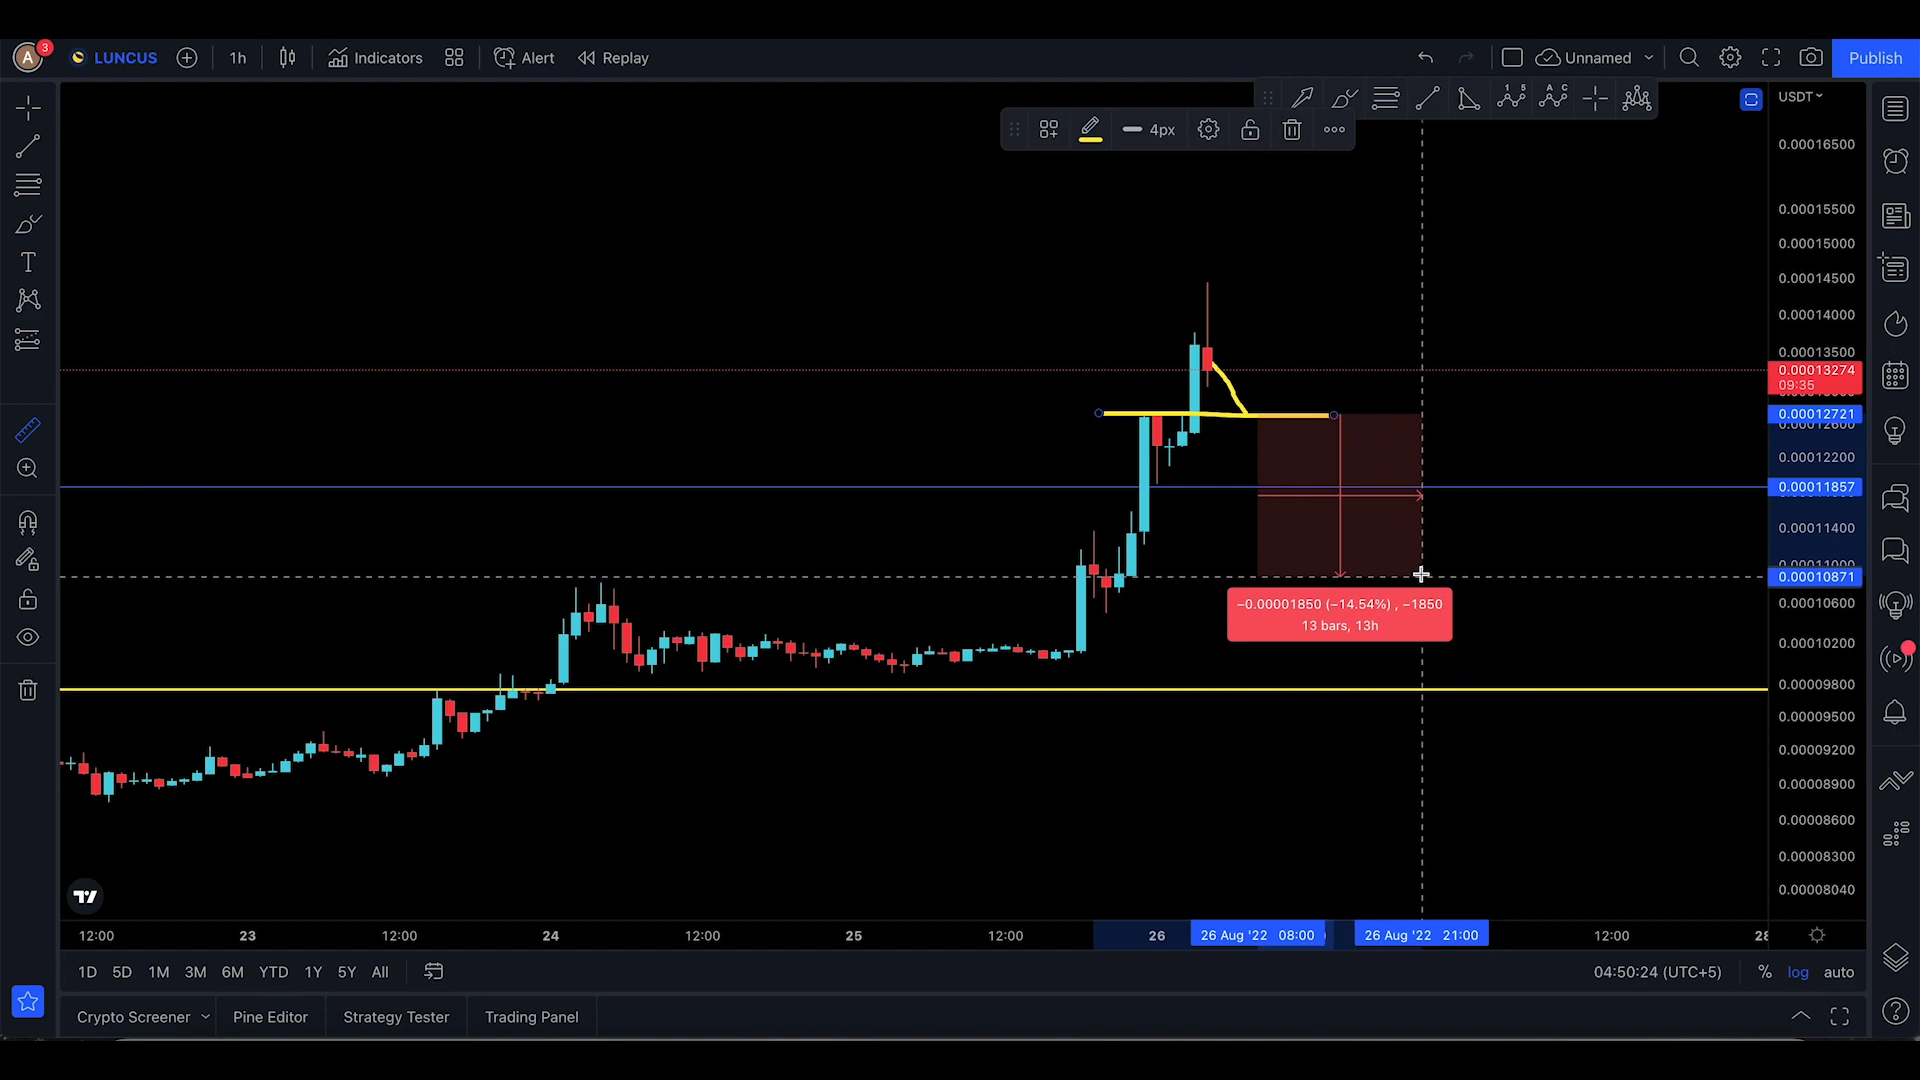 A 3 LUNCUS 1h Indicators Alert Replay Unnamed Publish
4px
USDT
0.00016500
0.00015500
0.00015000
0.00014500
0.00014000
0.00013500
0.00013274
09:35
0.00012721
0.00012200
0.00011857
0.00011400
0.00010871
0.00010600
0.00010200
0.00009800
0.00009500
0.00009200
0.00008900
0.00008600
0.00008300
0.00008040
−0.00001850 (−14.54%) , −1850
13 bars, 13h
12:00 23 12:00 24 12:00 25 12:00 26 26 Aug '22 08:00 26 Aug '22 21:00 12:00 28
1D 5D 1M 3M 6M YTD 1Y 5Y All 04:50:24 (UTC+5) % log auto
Crypto Screener Pine Editor Strategy Tester Trading Panel